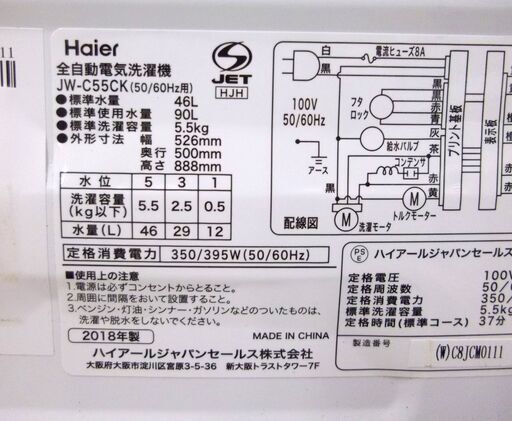 Haier
全自動電気洗濯機
JW-C55CK(50/60Hz用)
●標準水量 46L
●標準使用水量 90L
●標準洗濯容量 5.5kg
●外形寸法 幅 526mm
奥行 500mm
高さ 888mm
S
JET
HJH
水位 5 3 1
洗濯容量(kg以下) 5.5 2.5 0.5
水量(L) 46 29 12
定格消費電力 350/395W(50/60Hz)
■使用上の注意
1.電源は必ずコンセントからとること。
2.周囲に間隔をおいて設置すること。
3.ベンジン・灯油・シンナー・ガソリンなどのついたものは、
洗濯や脱水をしないでください。
2018年製
MADE IN CHINA
ハイアールジャパンセールス株式会社
大阪府大阪市淀川区宮原3-5-36 新大阪トラストタワー7F
白
電流ヒューズ8A
黒
100V
50/60Hz
フタロック
黒
黒
赤
青
灰
給水バルブ
茶
アース
コンデンサ
黒
赤
黄
M
洗濯モータ
M
トルクモーター
配線図
プリント基板
表示板
赤
赤
PSE
ハイアールジャパンセールス
定格電圧 100V
定格周波数 50/6
定格消費電力 350/
標準洗濯容量 5.5kg
定格時間(標準コース) 37分
製造番号
(W)C8JCM0111
11